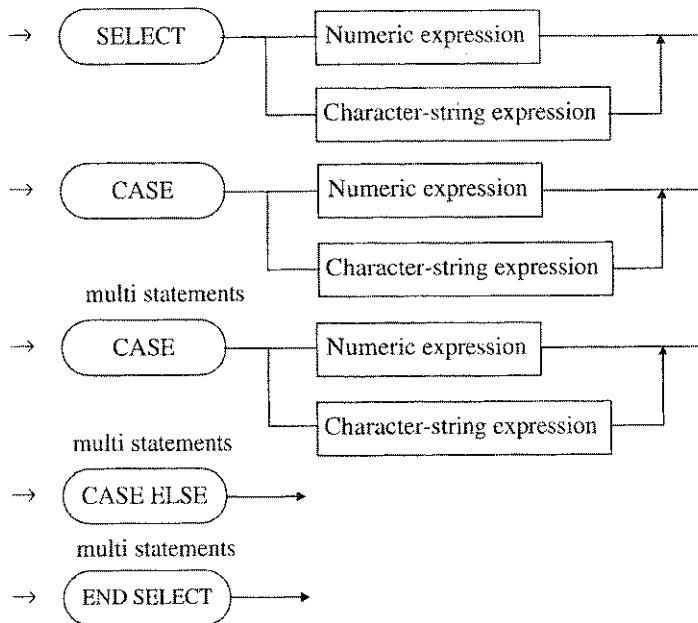 SELECT Numeric expression
Character-string expression
CASE Numeric expression
Character-string expression
multi statements
CASE Numeric expression
Character-string expression
multi statements
CASE ELSE
multi statements
END SELECT